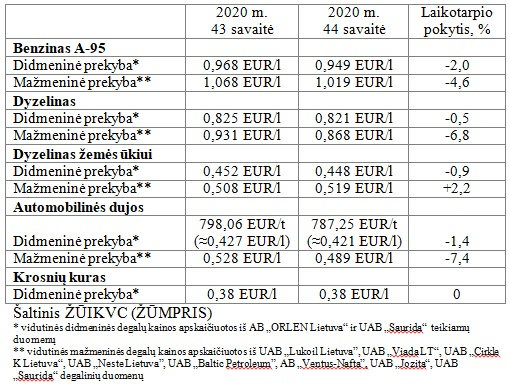 2020 m. 43 savaitė 2020 m. 44 savaitė Laikotarpio pokytis, %
Benzinas A-95
Didmeninė prekyba* 0,968 EUR/l 0,949 EUR/l -2,0
Mažmeninė prekyba** 1,068 EUR/l 1,019 EUR/l -4,6
Dyzelinas
Didmeninė prekyba* 0,825 EUR/l 0,821 EUR/l -0,5
Mažmeninė prekyba** 0,931 EUR/l 0,868 EUR/l -6,8
Dyzelinas žemės ūkiui
Didmeninė prekyba* 0,452 EUR/l 0,448 EUR/l -0,9
Mažmeninė prekyba** 0,508 EUR/l 0,519 EUR/l +2,2
Automobilinės dujos
Didmeninė prekyba* 798,06 EUR/t (≈0,427 EUR/l) 787,25 EUR/t (≈0,421 EUR/l) -1,4
Mažmeninė prekyba** 0,528 EUR/l 0,489 EUR/l -7,4
Krosnių kuras
Didmeninė prekyba* 0,38 EUR/l 0,38 EUR/l 0
Šaltinis ŽŪIKVC (ŽŪMPRIS)
* vidutinės didmeninės degalų kainos apskaičiuotos iš AB „ORLEN Lietuva“ ir UAB „Saurida“ teikiamų
duomenų
** vidutinės mažmeninės degalų kainos apskaičiuotos iš UAB „Lukoil Lietuva”, UAB „Viada LT“, UAB „Cirkle
K Lietuva“, UAB „Neste Lietuva”, UAB „Baltic Petroleum”, AB „Ventus-Nafta”, UAB „Jozita“, UAB
„Saurida“ degalinių duomenų